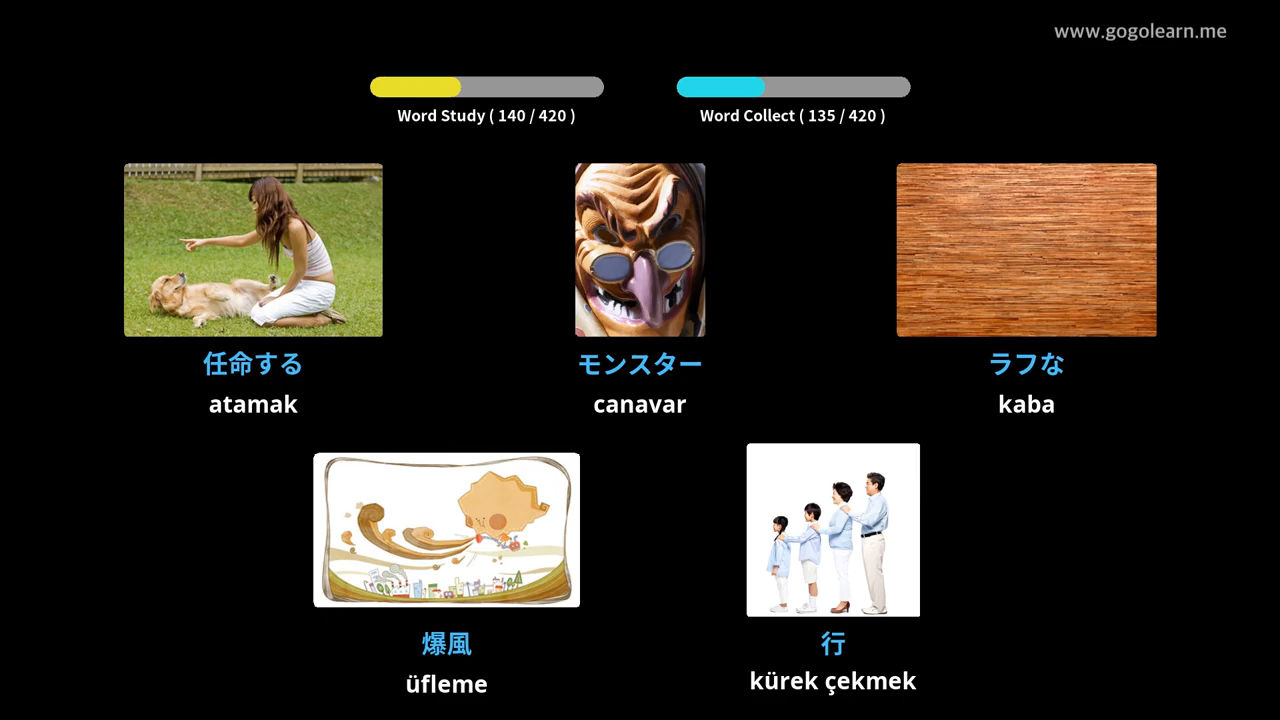 www.gogolearn.me
Word Study ( 140 / 420 )
Word Collect ( 135 / 420 )
任命する
atamak
モンスター
canavar
ラフな
kaba
爆風
üfleme
行
kürek çekmek